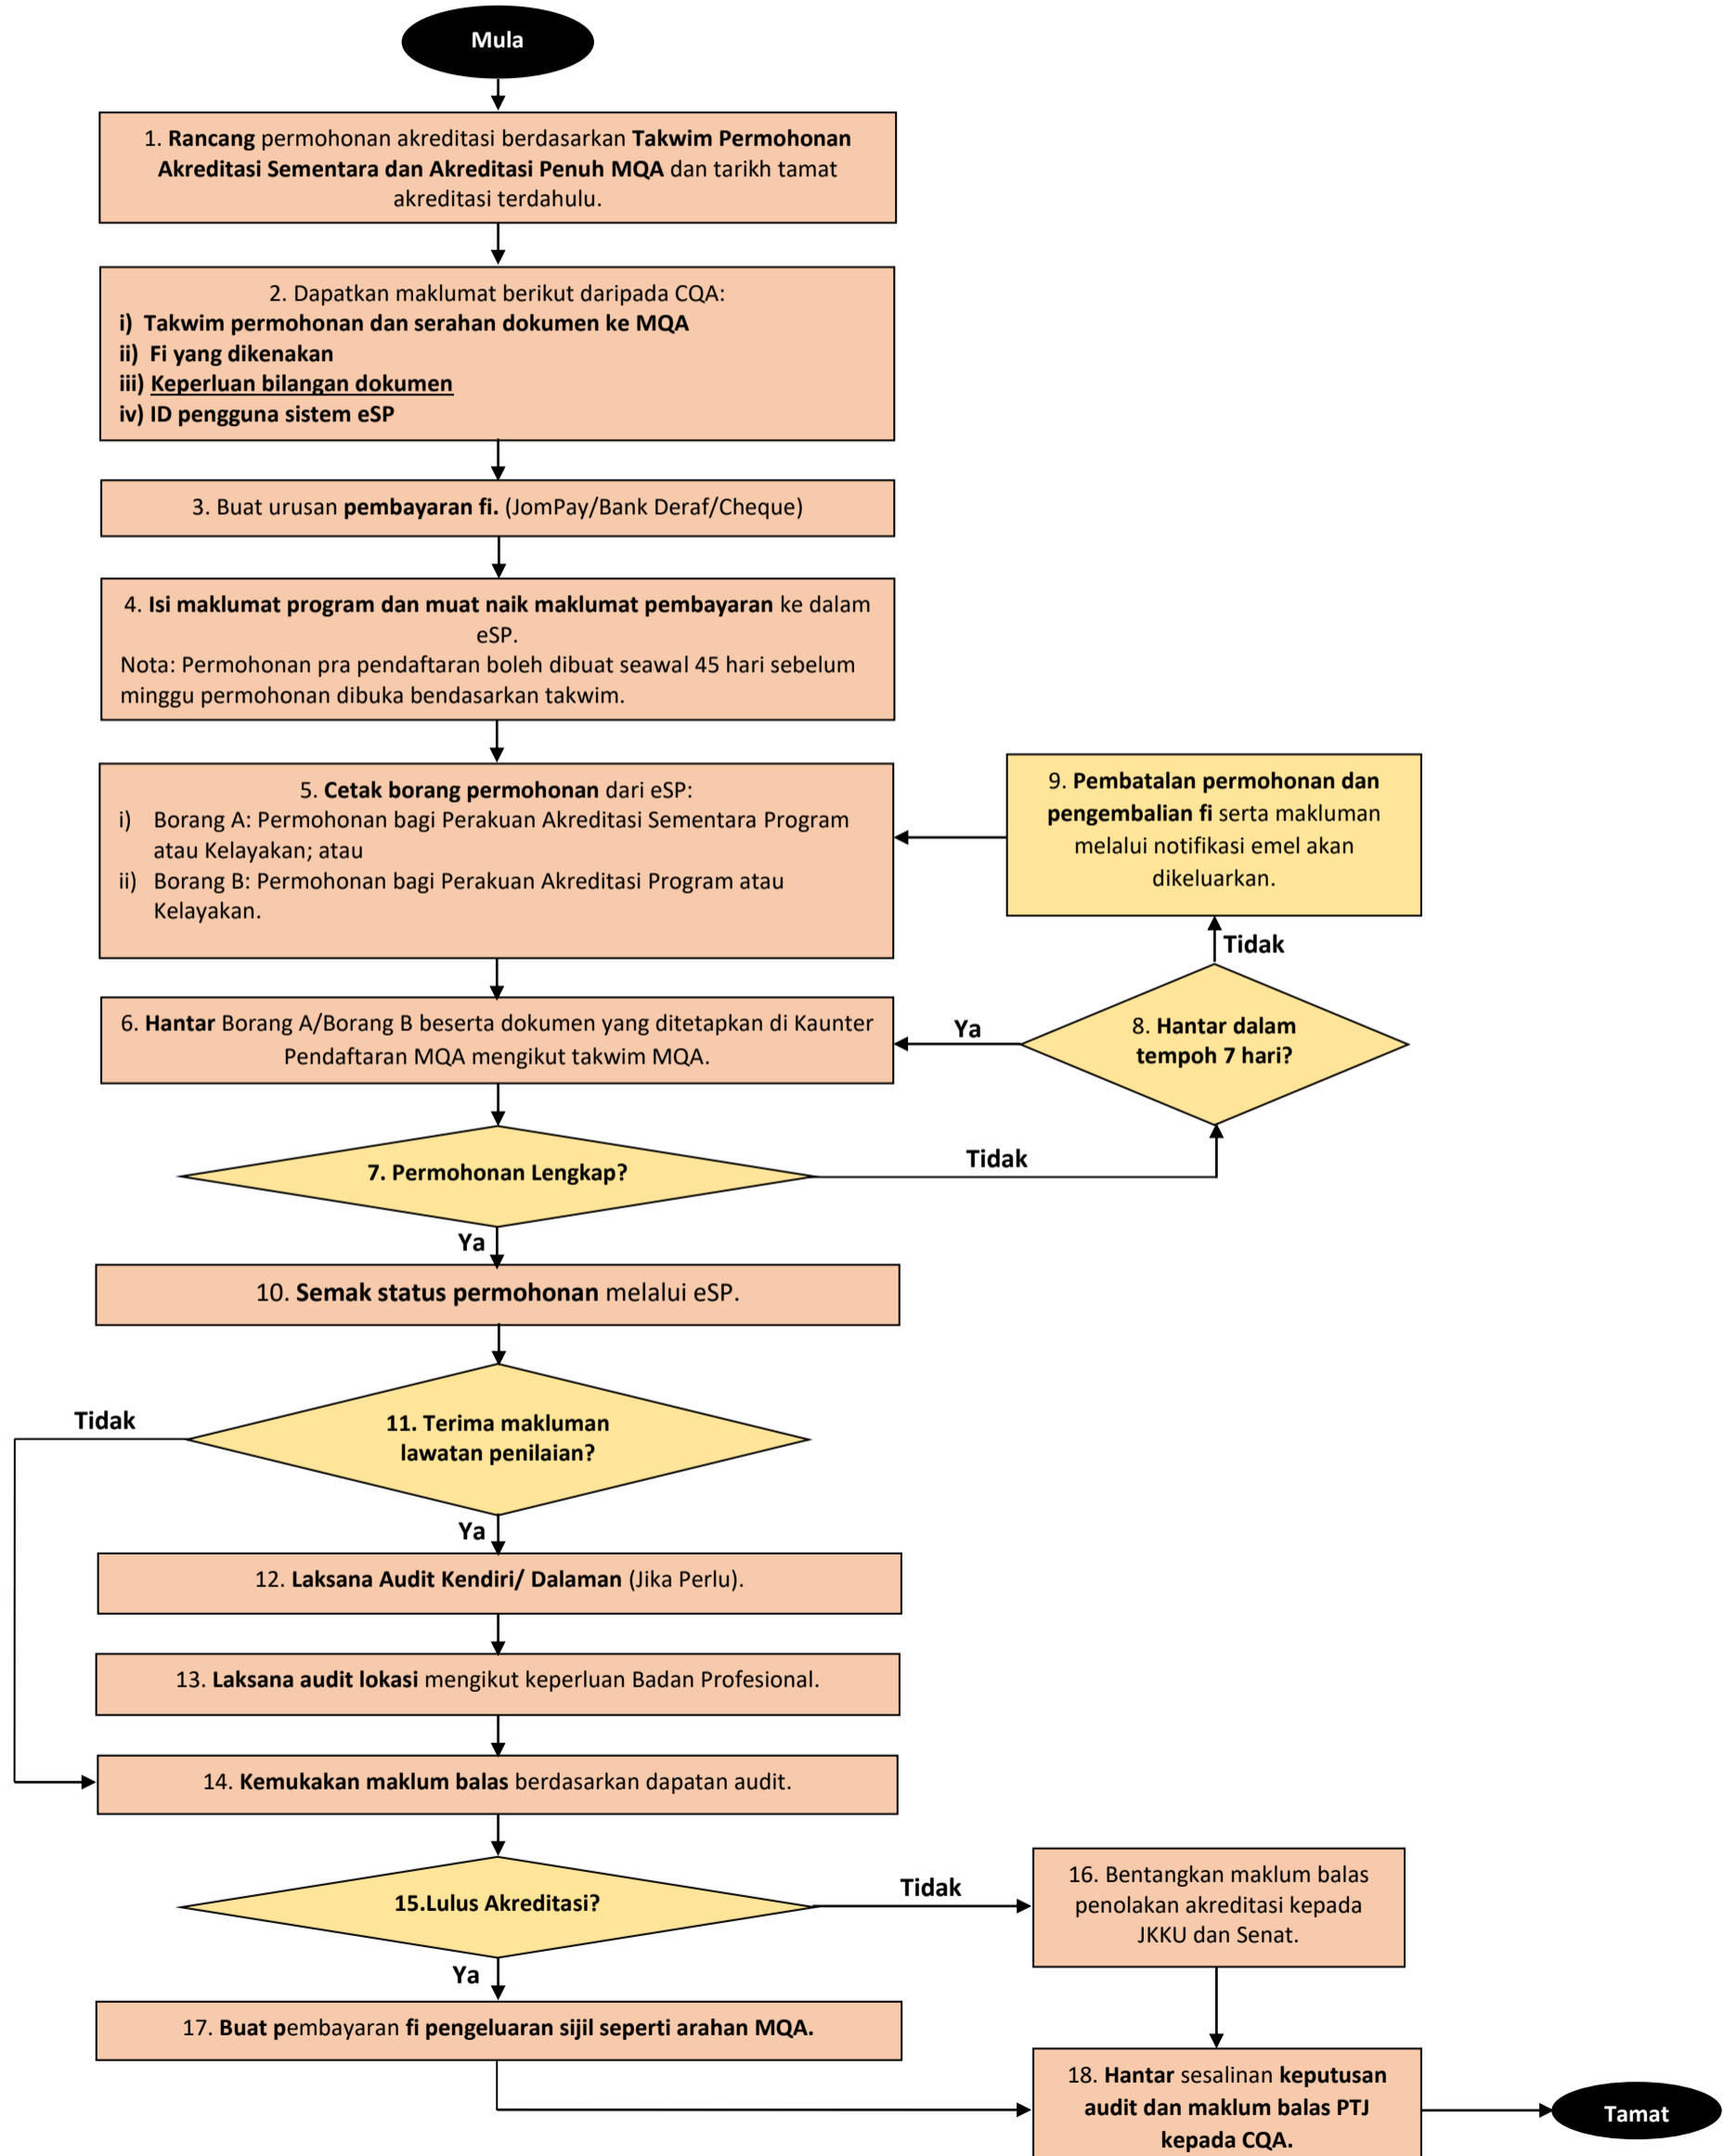 Mula
1. Rancang permohonan akreditasi berdasarkan Takwim Permohonan
Akreditasi Sementara dan Akreditasi Penuh MQA dan tarikh tamat
akreditasi terdahulu.
2. Dapatkan maklumat berikut daripada CQA:
i) Takwim permohonan dan serahan dokumen ke MQA
ii) Fi yang dikenakan
iii) Keperluan bilangan dokumen
iv) ID pengguna sistem eSP
3. Buat urusan pembayaran fi. (JomPay/Bank Deraf/Cheque)
4. Isi maklumat program dan muat naik maklumat pembayaran ke dalam
eSP.
Nota: Permohonan pra pendaftaran boleh dibuat seawal 45 hari sebelum
minggu permohonan dibuka bendasarkan takwim.
5. Cetak borang permohonan dari eSP:
i) Borang A: Permohonan bagi Perakuan Akreditasi Sementara Program
atau Kelayakan; atau
ii) Borang B: Permohonan bagi Perakuan Akreditasi Program atau
Kelayakan.
9. Pembatalan permohonan dan
pengembalian fi serta makluman
melalui notifikasi emel akan
dikeluarkan.
Tidak
6. Hantar Borang A/Borang B beserta dokumen yang ditetapkan di Kaunter
Pendaftaran MQA mengikut takwim MQA.
Ya
8. Hantar dalam
tempoh 7 hari?
7. Permohonan Lengkap?
Tidak
Ya
10. Semak status permohonan melalui eSP.
11. Terima makluman
lawatan penilaian?
Tidak
Ya
12. Laksana Audit Kendiri/ Dalaman (Jika Perlu).
13. Laksana audit lokasi mengikut keperluan Badan Profesional.
14. Kemukakan maklum balas berdasarkan dapatan audit.
15.Lulus Akreditasi?
Tidak
16. Bentangkan maklum balas
penolakan akreditasi kepada
JKKU dan Senat.
Ya
17. Buat pembayaran fi pengeluaran sijil seperti arahan MQA.
18. Hantar sesalinan keputusan
audit dan maklum balas PTJ
kepada CQA.
Tamat